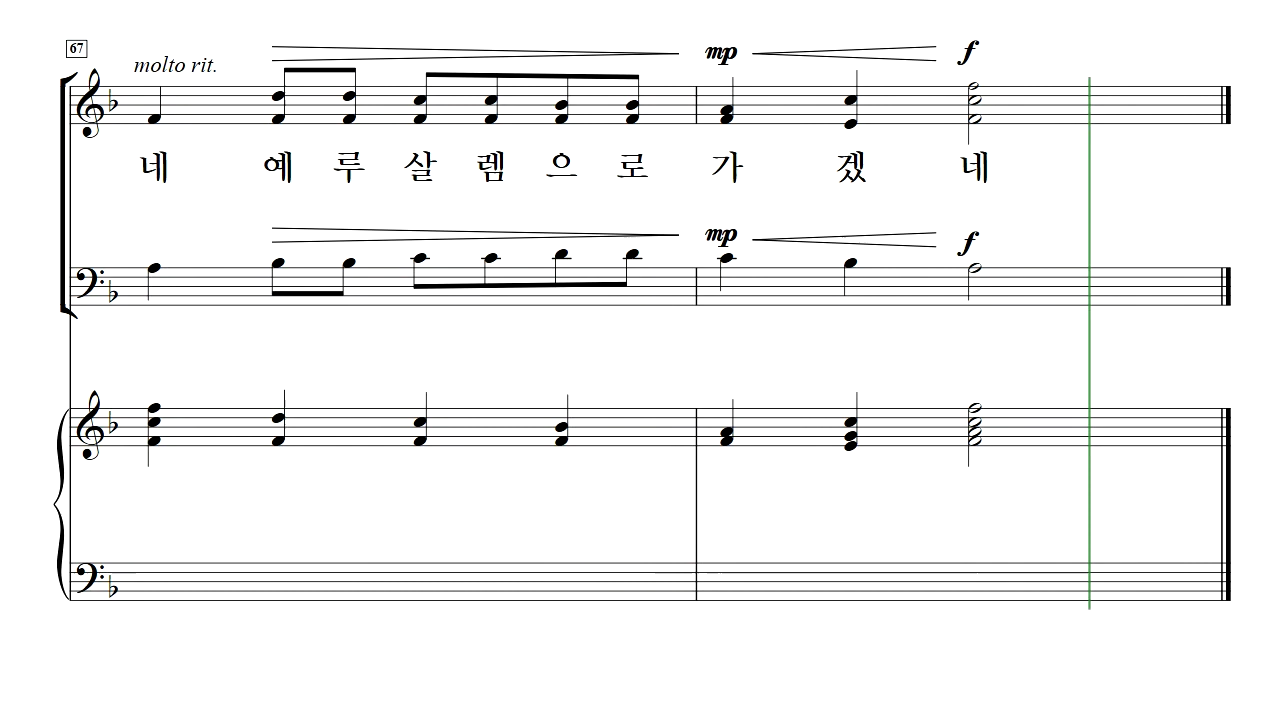 67
molto rit.
mp f
네 예 루 살 렘 으 로 가 겠 네
mp f